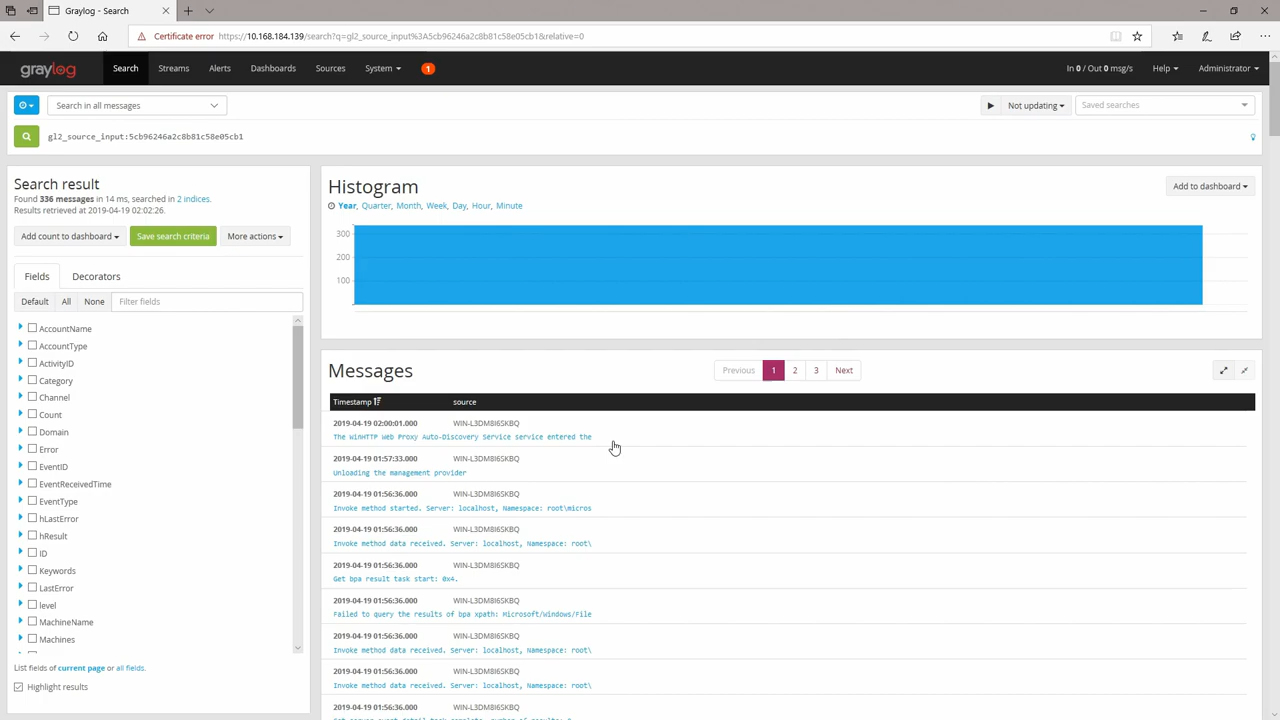 Graylog - Search
Certificate error
https://10.168.184.139/search?q=gl2_source_input%3A5cb96246a2c8b81c58e05cb1&relative=0
graylog
Search
Streams
Alerts
Dashboards
Sources
System
1
In 0 / Out 0 msg/s
Help
Administrator
Search in all messages
Not updating
Saved searches
gl2_source_input:5cb96246a2c8b81c58e05cb1
Search result
Found 336 messages in 14 ms, searched in 2 indices.
Results retrieved at 2019-04-19 02:02:26.
Add count to dashboard
Save search criteria
More actions
Fields
Decorators
Default
All
None
Filter fields
AccountName
AccountType
ActivityID
Category
Channel
Count
Domain
Error
EventID
EventReceivedTime
EventType
hLastError
hResult
ID
Keywords
LastError
level
MachineName
Machines
List fields of current page or all fields.
Highlight results
Histogram
Add to dashboard
Year, Quarter, Month, Week, Day, Hour, Minute
300
200
100
Messages
Previous
1
2
3
Next
Timestamp
source
2019-04-19 02:00:01.000 WIN-L3DM8I6SKBQ
The WinHTTP Web Proxy Auto-Discovery Service service entered the
2019-04-19 01:57:33.000 WIN-L3DM8I6SKBQ
Unloading the management provider
2019-04-19 01:56:36.000 WIN-L3DM8I6SKBQ
Invoke method started. Server: localhost, Namespace: root\micros
2019-04-19 01:56:36.000 WIN-L3DM8I6SKBQ
Invoke method data received. Server: localhost, Namespace: root\
2019-04-19 01:56:36.000 WIN-L3DM8I6SKBQ
Get bpa result task start: 0x4.
2019-04-19 01:56:36.000 WIN-L3DM8I6SKBQ
Failed to query the results of bpa xpath: Microsoft/Windows/File
2019-04-19 01:56:36.000 WIN-L3DM8I6SKBQ
Invoke method data received. Server: localhost, Namespace: root\
2019-04-19 01:56:36.000 WIN-L3DM8I6SKBQ
Invoke method data received. Server: localhost, Namespace: root\
2019-04-19 01:56:36.000 WIN-L3DM8I6SKBQ